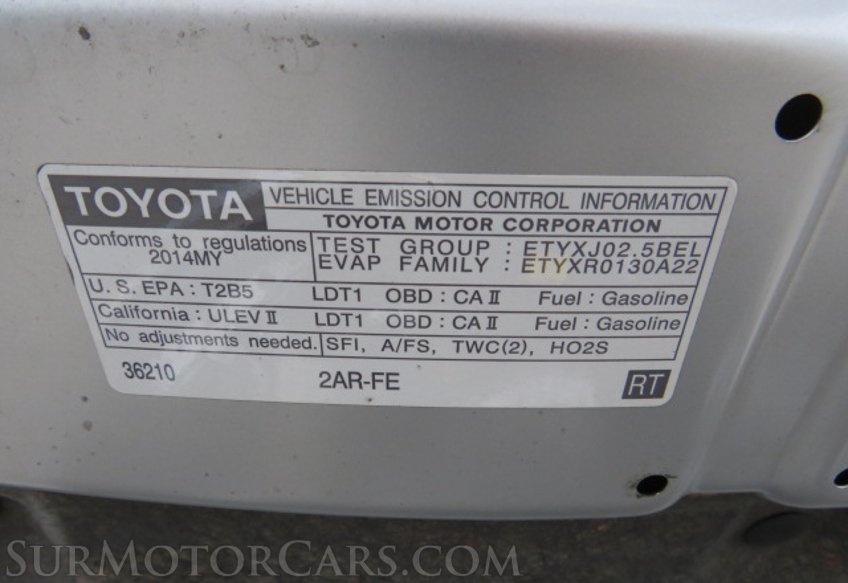 TOYOTA VEHICLE EMISSION CONTROL INFORMATION
TOYOTA MOTOR CORPORATION
Conforms to regulations
2014MY
TEST GROUP : ETYXJ02.5BEL
EVAP FAMILY : ETYXR0130A22
U. S. EPA : T2B5 LDT1 OBD : CA II Fuel : Gasoline
California : ULEV II LDT1 OBD : CA II Fuel : Gasoline
No adjustments needed. SFI, A/FS, TWC(2), HO2S
36210 2AR-FE RT
SURMOTORCARS.COM